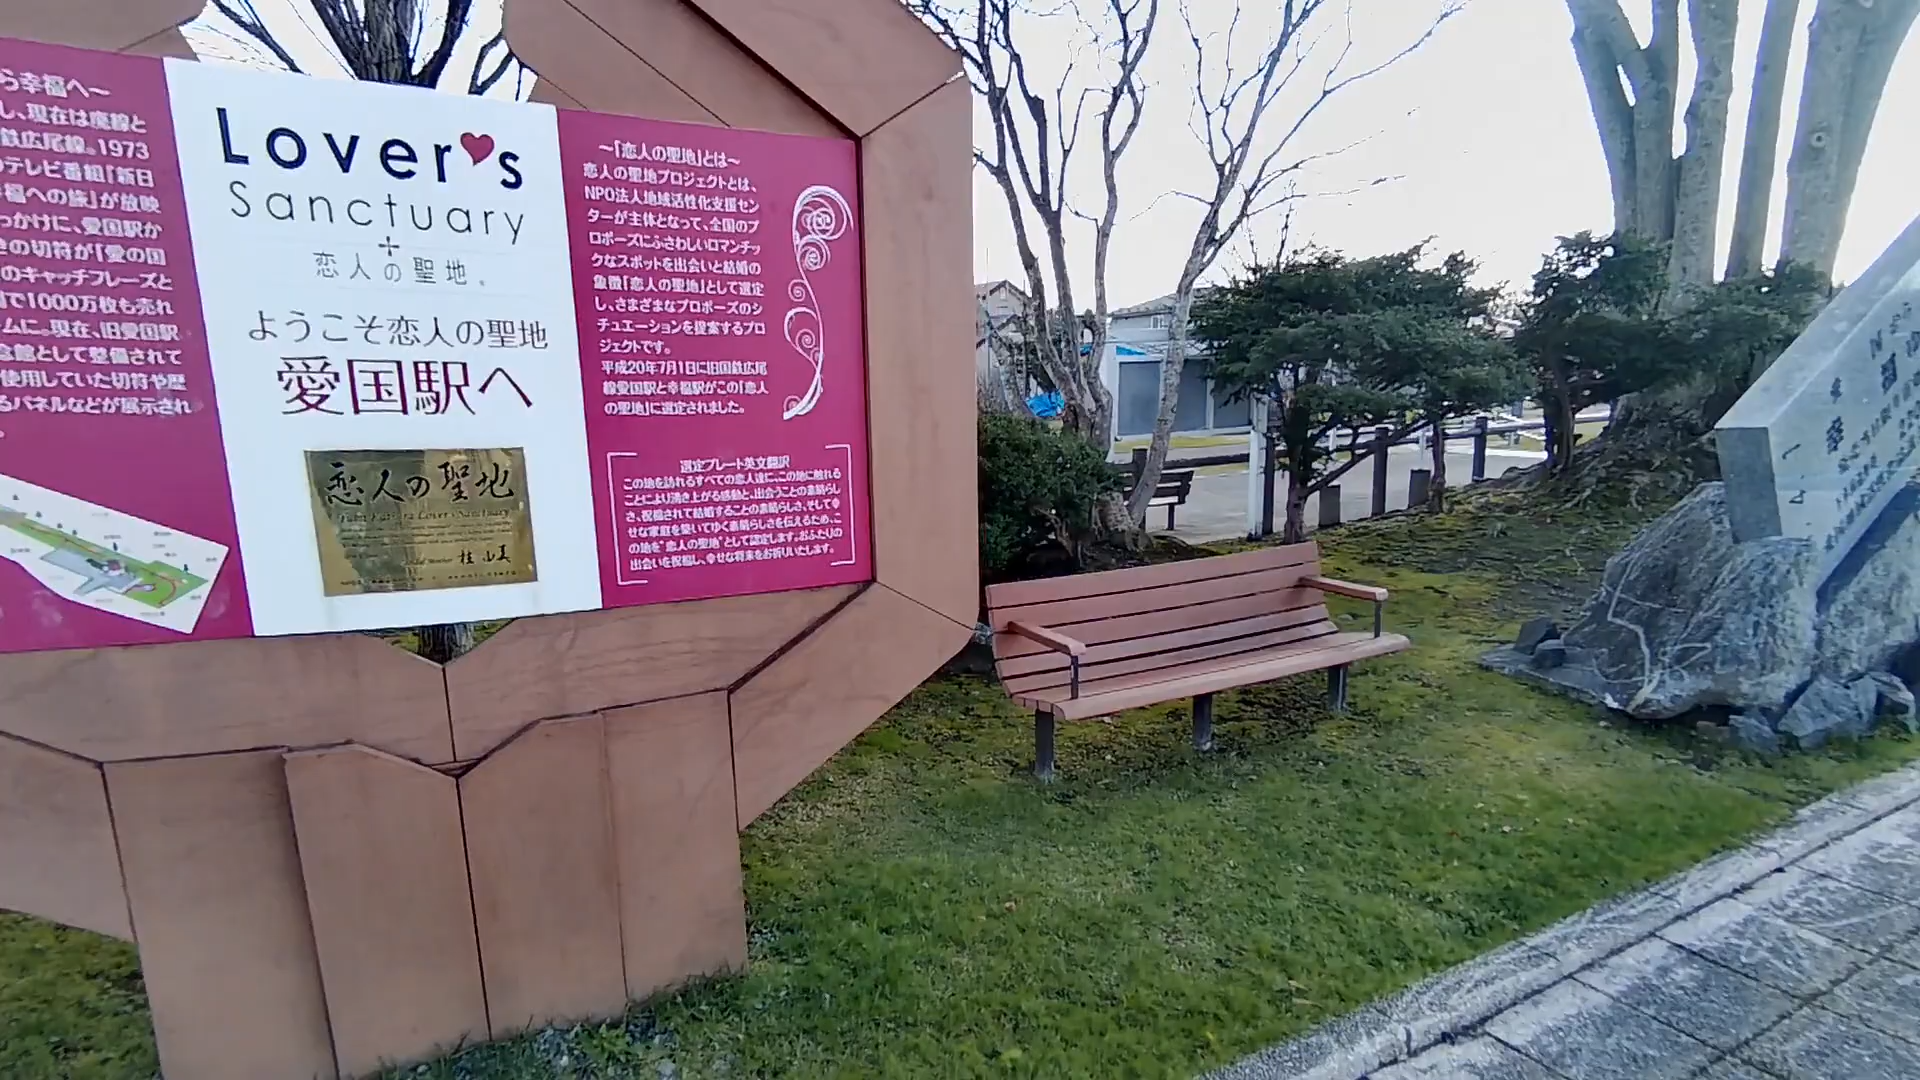 ら幸福へ〜
し、現在は廃線と
鉄広尾線。1973
のテレビ番組「新日
幸福への旅」が放映
っかけに、愛国駅か
きの切符が「愛の国
のキャッチフレーズと
間で1000万枚も売れ
ームに。現在、旧愛国駅
念館として整備されて
使用していた切符や歴
るパネルなどが展示され
。
Lover's
Sanctuary
恋人の聖地。
ようこそ恋人の聖地
愛国駅へ
恋人の聖地
Lover's Sanctuary
桂 由美
〜「恋人の聖地」とは〜
恋人の聖地プロジェクトとは、
NPO法人地域活性化支援セン
ターが主体となって、全国のプ
ロポーズにふさわしいロマンチッ
クなスポットを出会いと結婚の
象徴「恋人の聖地」として選定
し、さまざまなプロポーズのシ
チュエーションを提案するプロ
ジェクトです。
平成20年7月1日に旧国鉄広尾
線愛国駅と幸福駅がこの「恋人
の聖地」に選定されました。
選定プレート英文翻訳
この地を訪れるすべての恋人達に、この地に触れる
ことにより湧き上がる感動と、出会うことの素晴らし
さ、祝福されて結婚することの素晴らしさ、そして幸
せな家庭を築いてゆく素晴らしさを伝えるため、こ
の地を"恋人の聖地"として認定します。おふたりの
出会いを祝福し、幸せな将来をお祈りいたします。